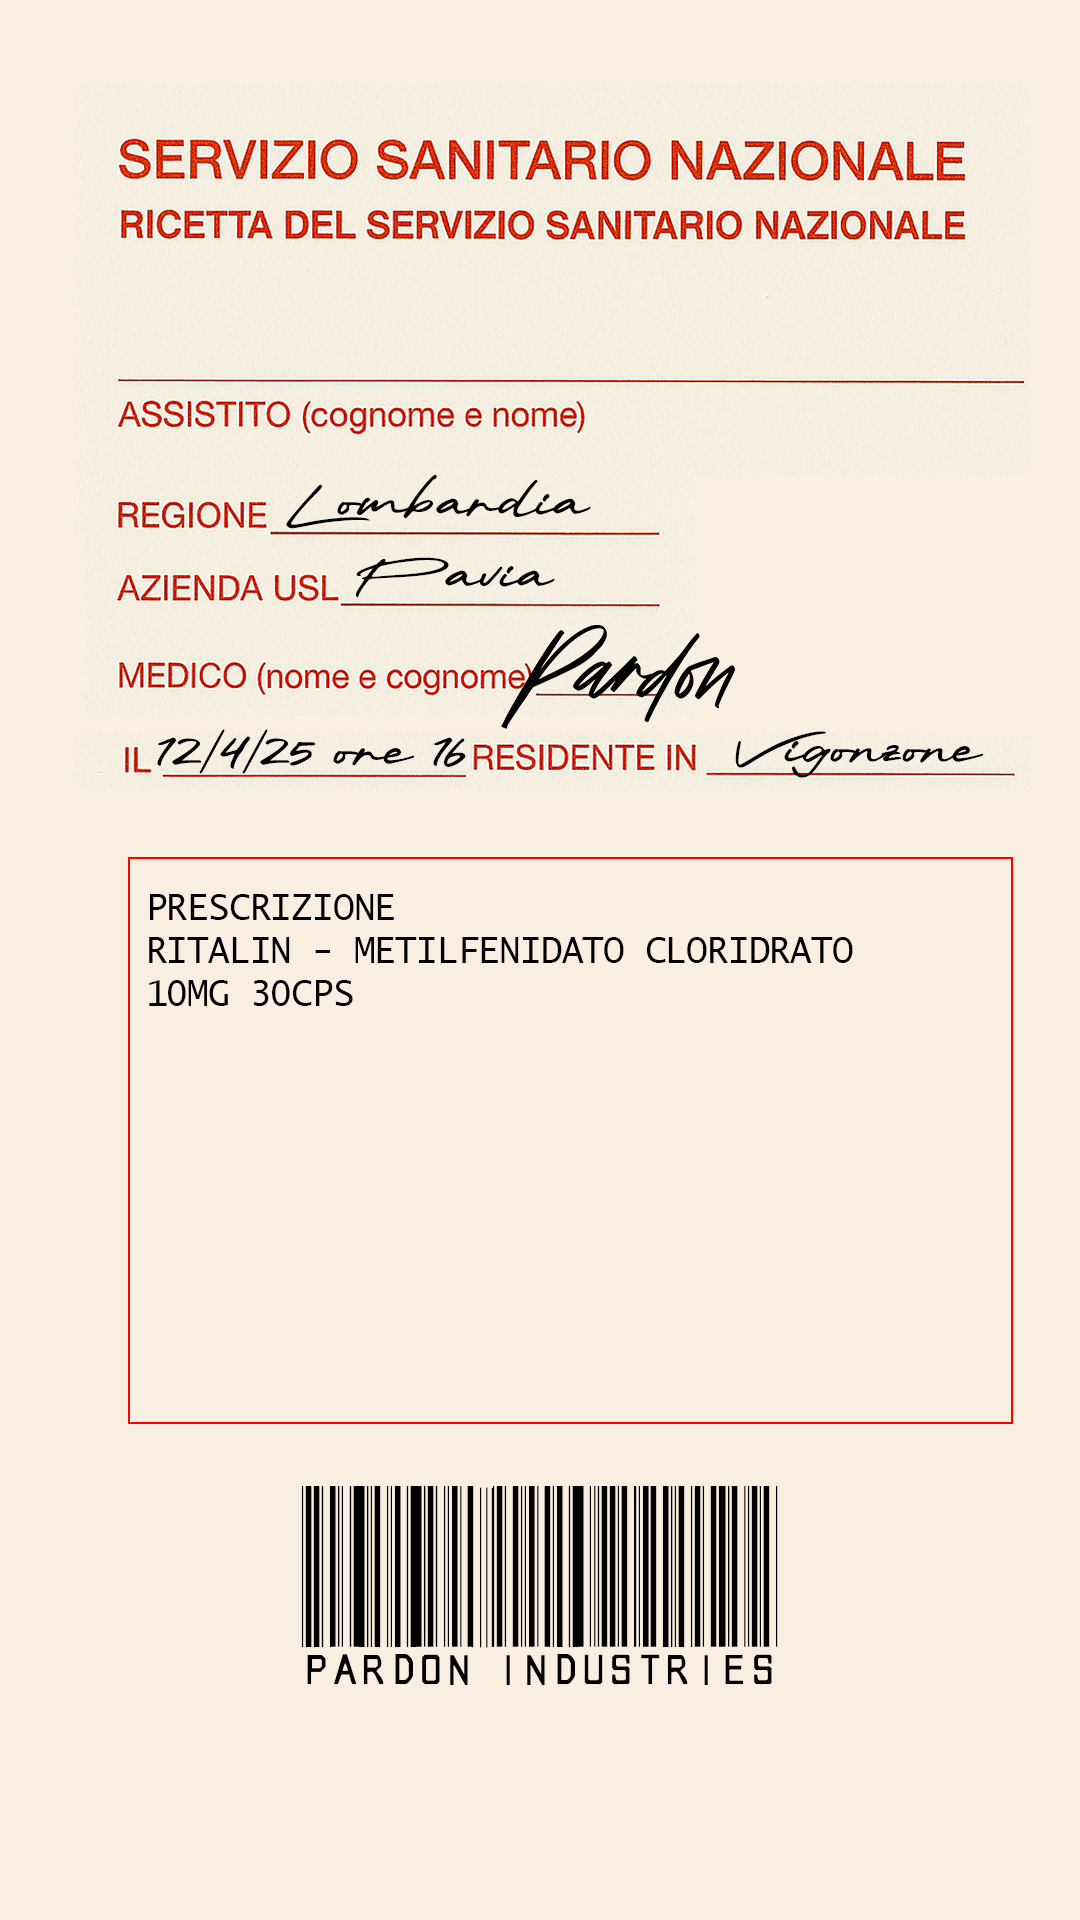 SERVIZIO SANITARIO NAZIONALE
RICETTA DEL SERVIZIO SANITARIO NAZIONALE
ASSISTITO (cognome e nome)
REGIONE Lombardia
AZIENDA USL Pavia
MEDICO (nome e cognome) Pardon
IL 12/4/25 ore 16 RESIDENTE IN Vigonzone
PRESCRIZIONE
RITALIN - METILFENIDATO CLORIDRATO
10MG 30CPS
PARDON INDUSTRIES